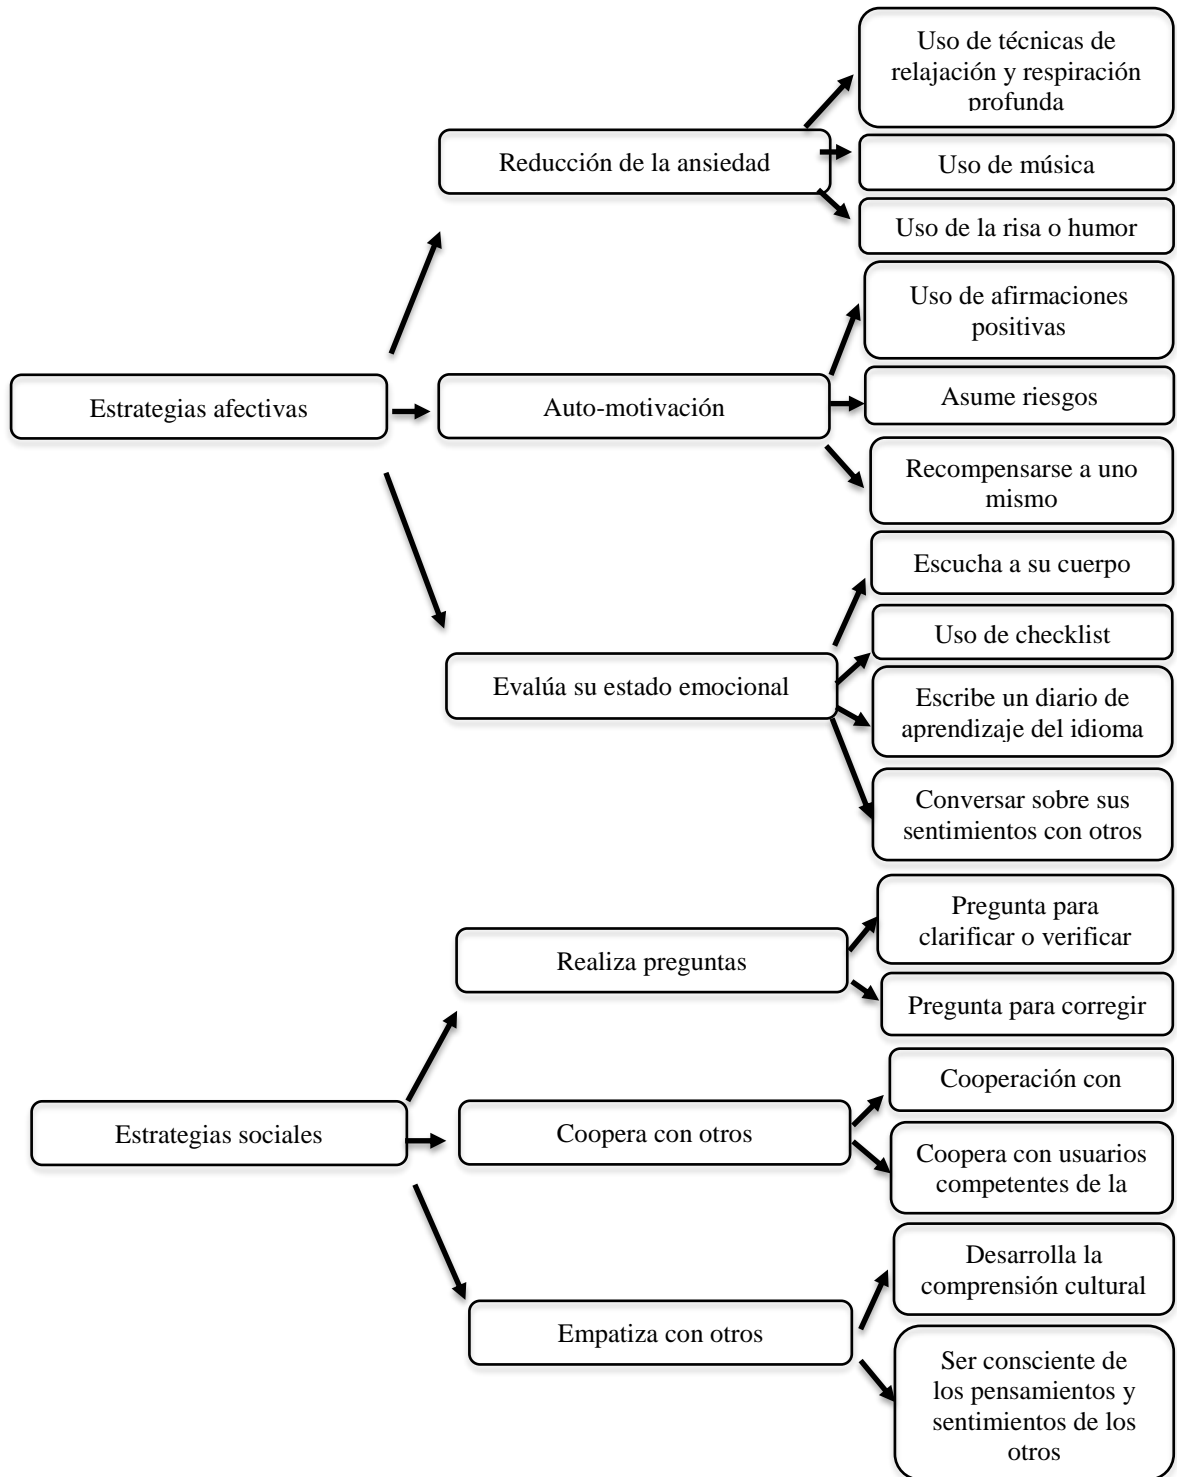 Uso de técnicas de
relajación y respiración
profunda
Reducción de la ansiedad
Uso de música
Uso de la risa o humor
Uso de afirmaciones
positivas
Estrategias afectivas
Auto-motivación
Asume riesgos
Recompensarse a uno
mismo
Escucha a su cuerpo
Uso de checklist
Evalúa su estado emocional
Escribe un diario de
aprendizaje del idioma
Conversar sobre sus
sentimientos con otros
Pregunta para
clarificar o verificar
Realiza preguntas
Pregunta para corregir
Cooperación con
Estrategias sociales
Coopera con otros
Coopera con usuarios
competentes de la
Desarrolla la
comprensión cultural
Empatiza con otros
Ser consciente de
los pensamientos y
sentimientos de los
otros